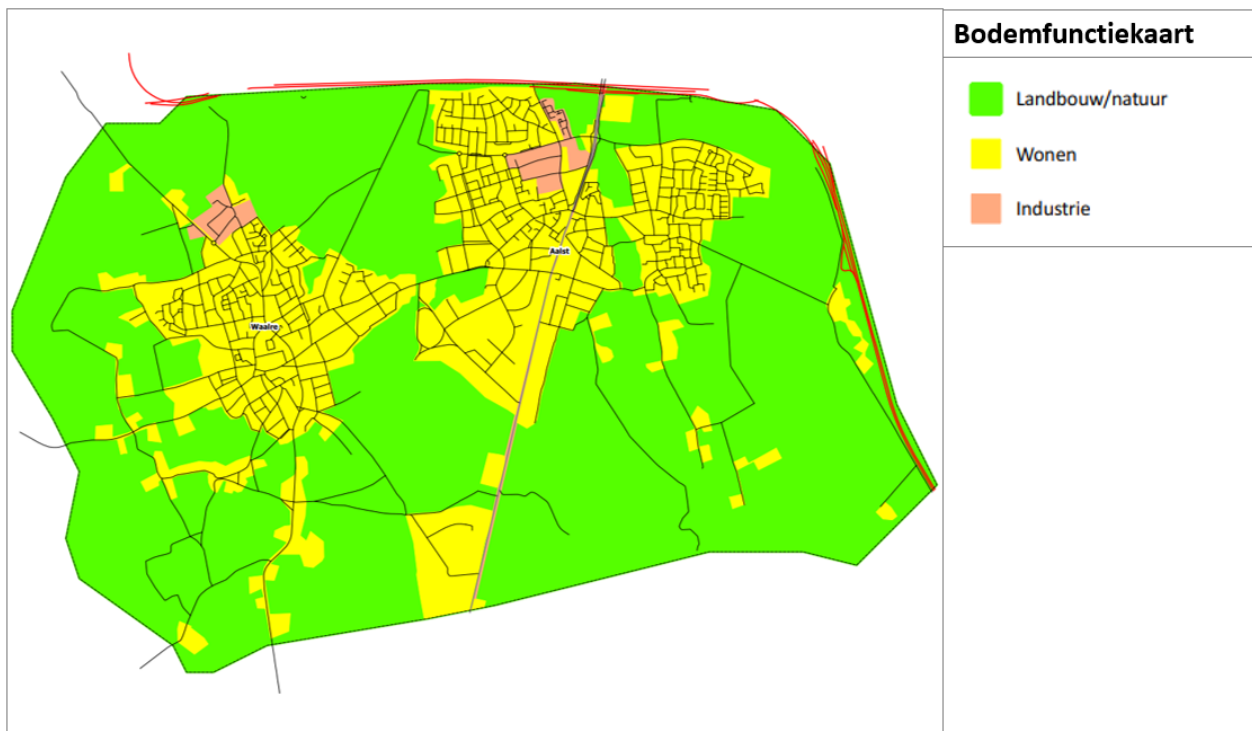 Bodemfunctiekaart
Landbouw/natuur
Wonen
Industrie
Aalst
Waalre